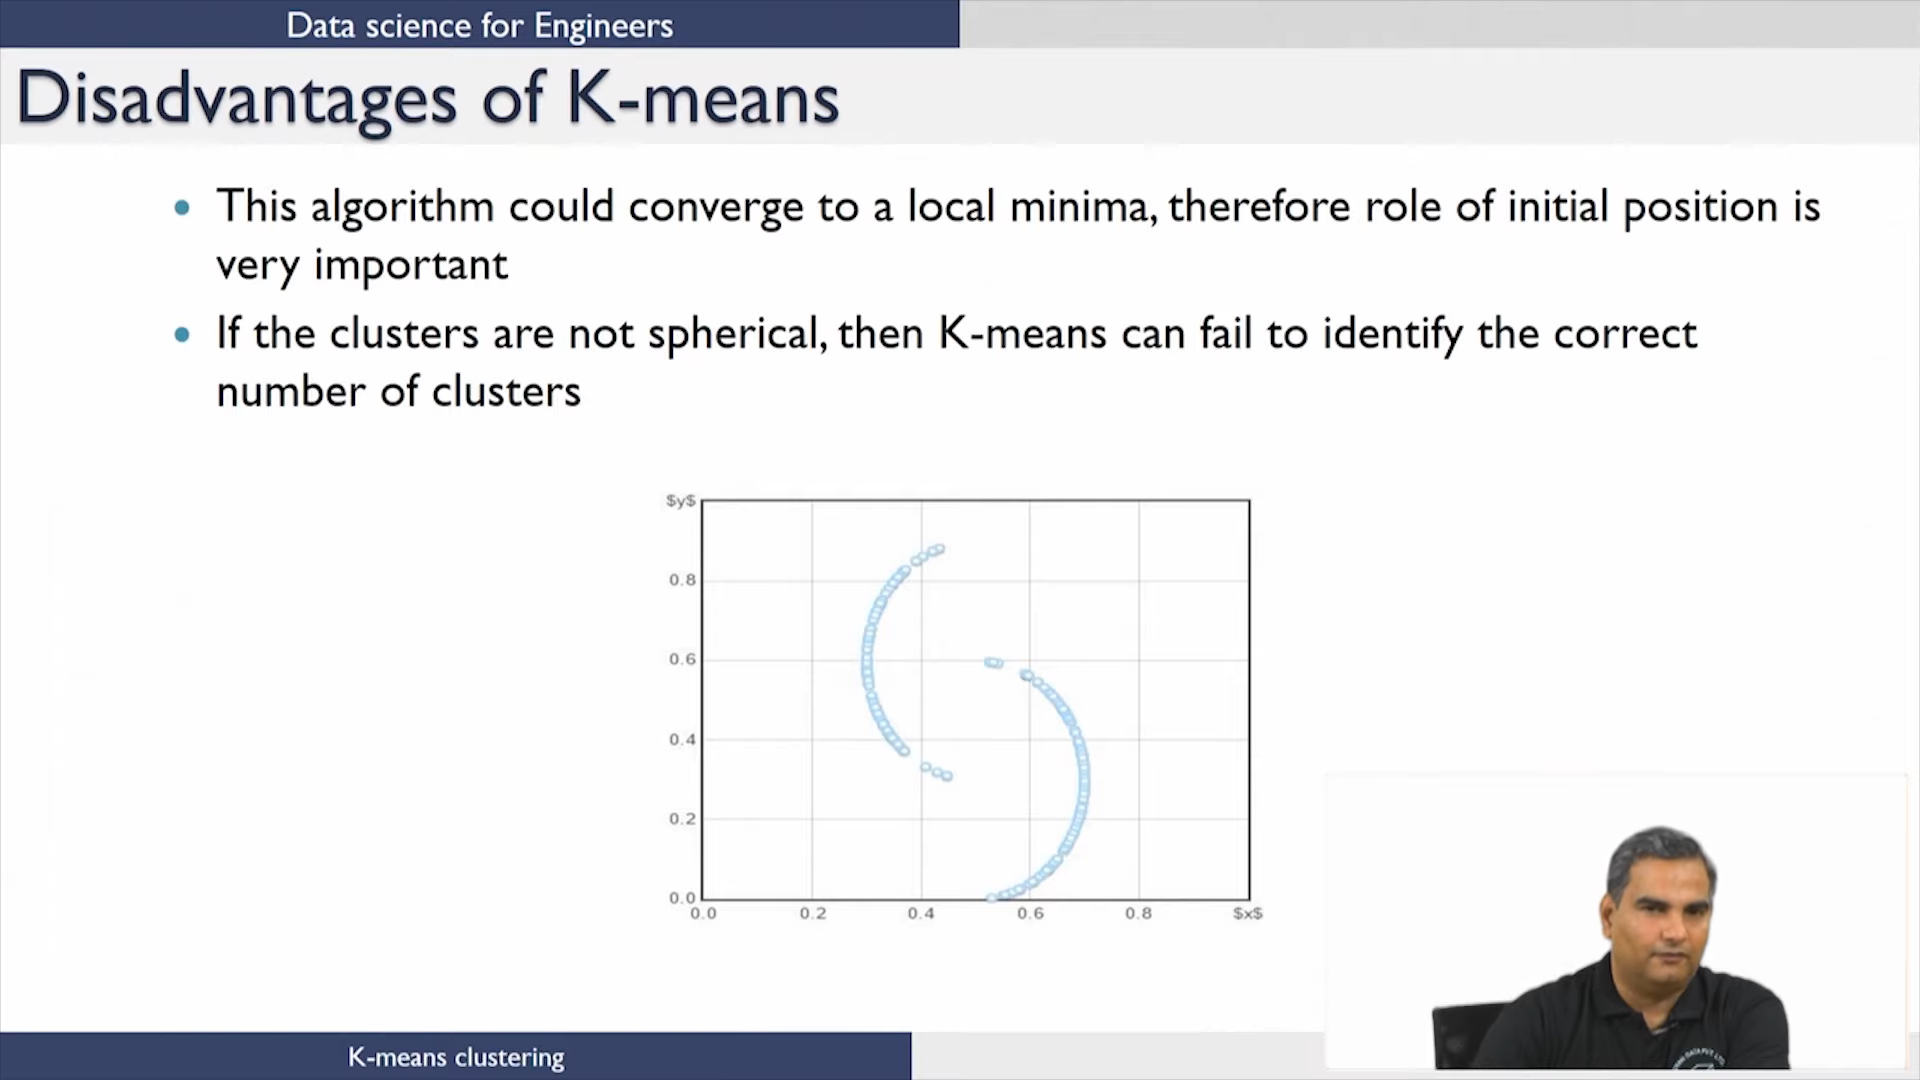 Data science for Engineers
Disadvantages of K-means
• This algorithm could converge to a local minima, therefore role of initial position is
very important
• If the clusters are not spherical, then K-means can fail to identify the correct
number of clusters
$y$
0.8
0.6
0.4
0.2
0.0
0.0 0.2 0.4 0.6 0.8 $x$
K-means clustering